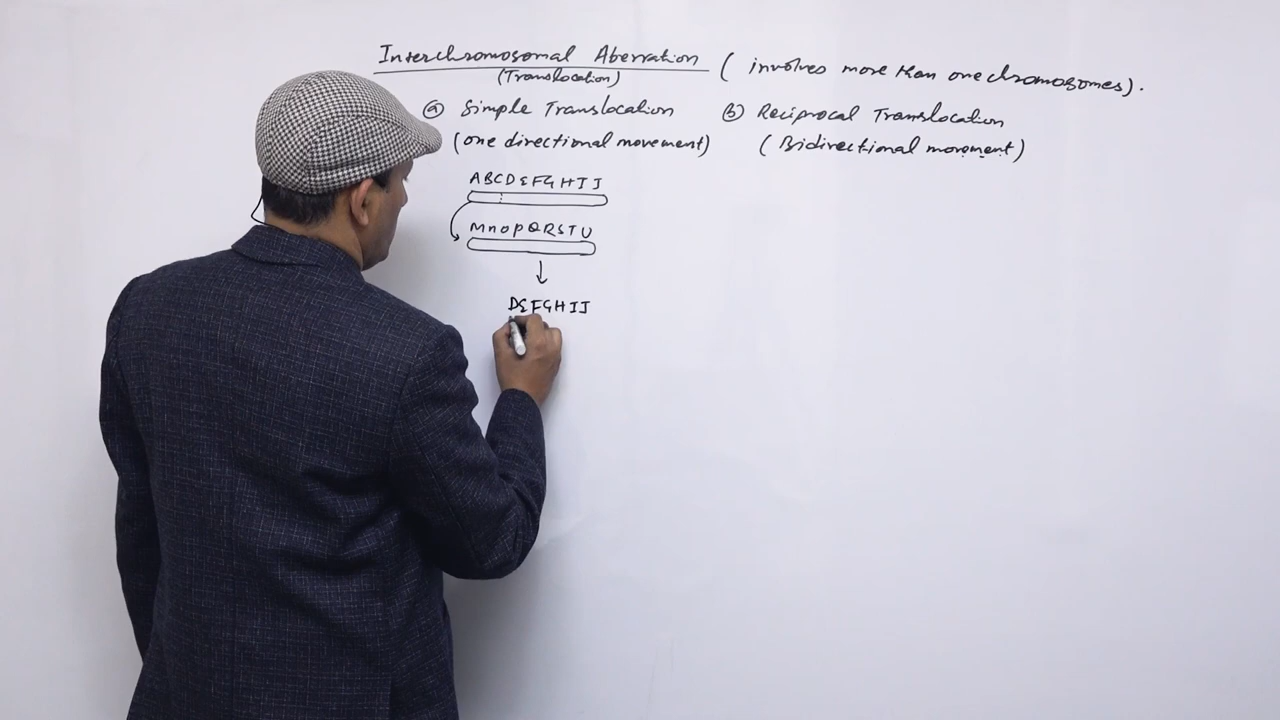 Interchromosomal Aberration (involves more than one chromosomes).
(Translocation)
ⓐ Simple Translocation ⓑ Reciprocal Translocation
(one directional movement) (Bidirectional movement)
ABCDEFGHIJ
MnopQRSTU
DEFGHIJ